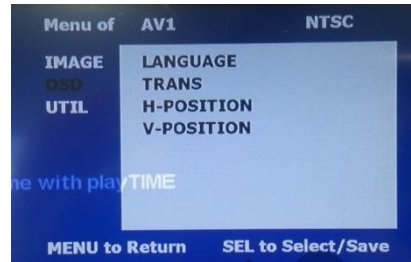 Menu of AV1 NTSC
IMAGE
OSD
UTIL
LANGUAGE
TRANS
H-POSITION
V-POSITION
ne with playTIME
MENU to Return SEL to Select/Save